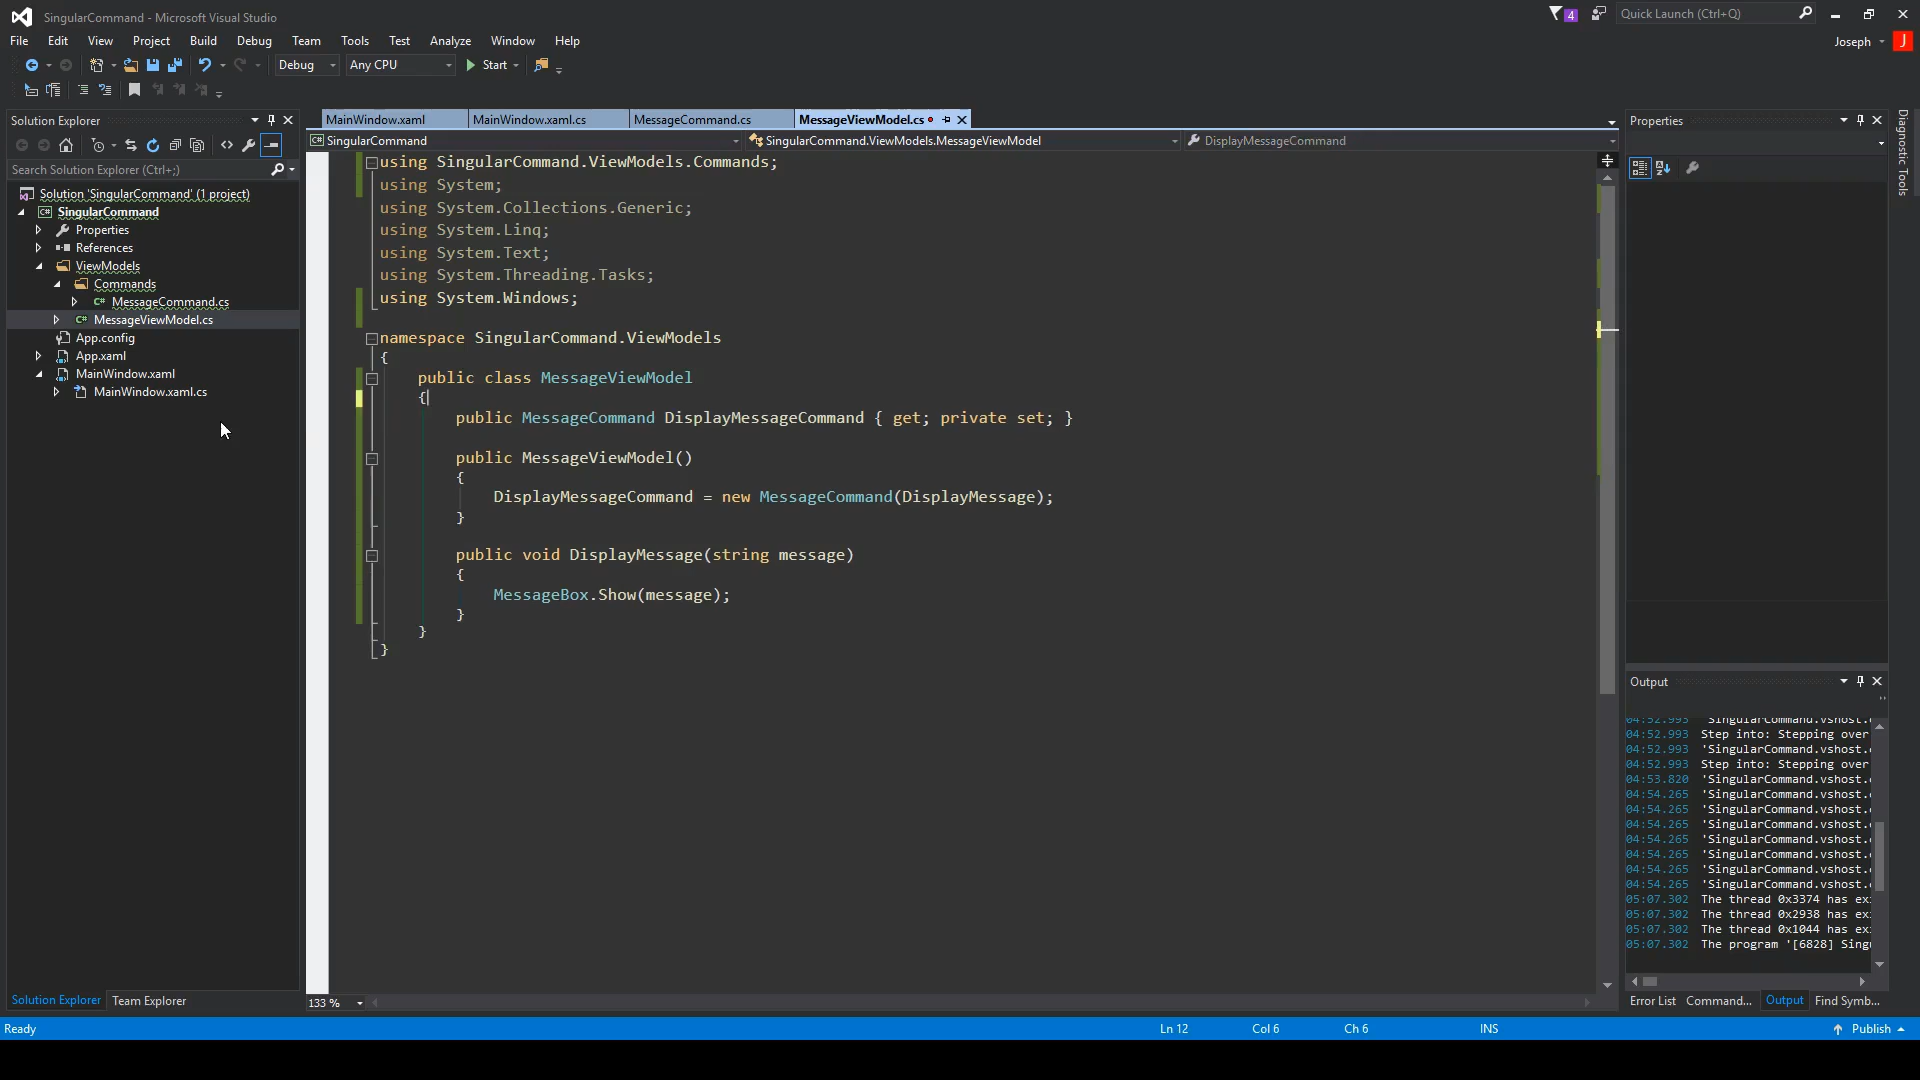 SingularCommand - Microsoft Visual Studio
4
Quick Launch (Ctrl+Q)
File Edit View Project Build Debug Team Tools Test Analyze Window Help
Joseph J
Debug Any CPU Start
Solution Explorer
Search Solution Explorer (Ctrl+;)
Solution 'SingularCommand' (1 project)
SingularCommand
Properties
References
ViewModels
Commands
MessageCommand.cs
MessageViewModel.cs
App.config
App.xaml
MainWindow.xaml
MainWindow.xaml.cs
Solution Explorer Team Explorer
MainWindow.xaml MainWindow.xaml.cs MessageCommand.cs MessageViewModel.cs
SingularCommand SingularCommand.ViewModels.MessageViewModel DisplayMessageCommand
using SingularCommand.ViewModels.Commands;
using System;
using System.Collections.Generic;
using System.Linq;
using System.Text;
using System.Threading.Tasks;
using System.Windows;
namespace SingularCommand.ViewModels
{
public class MessageViewModel
{
public MessageCommand DisplayMessageCommand { get; private set; }
public MessageViewModel()
{
DisplayMessageCommand = new MessageCommand(DisplayMessage);
}
public void DisplayMessage(string message)
{
MessageBox.Show(message);
}
}
}
133 %
Properties
Diagnostic Tools
Output
04:52.993 'SingularCommand.vshost.
04:52.993 Step into: Stepping over
04:52.993 'SingularCommand.vshost.
04:52.993 Step into: Stepping over
04:53.820 'SingularCommand.vshost.
04:54.265 'SingularCommand.vshost.
04:54.265 'SingularCommand.vshost.
04:54.265 'SingularCommand.vshost.
04:54.265 'SingularCommand.vshost.
04:54.265 'SingularCommand.vshost.
04:54.265 'SingularCommand.vshost.
04:54.265 'SingularCommand.vshost.
05:07.302 The thread 0x3374 has ex
05:07.302 The thread 0x2938 has ex
05:07.302 The thread 0x1044 has ex
05:07.302 The program '[6828] Sing
Error List Command... Output Find Symb...
Ready Ln 12 Col 6 Ch 6 INS Publish